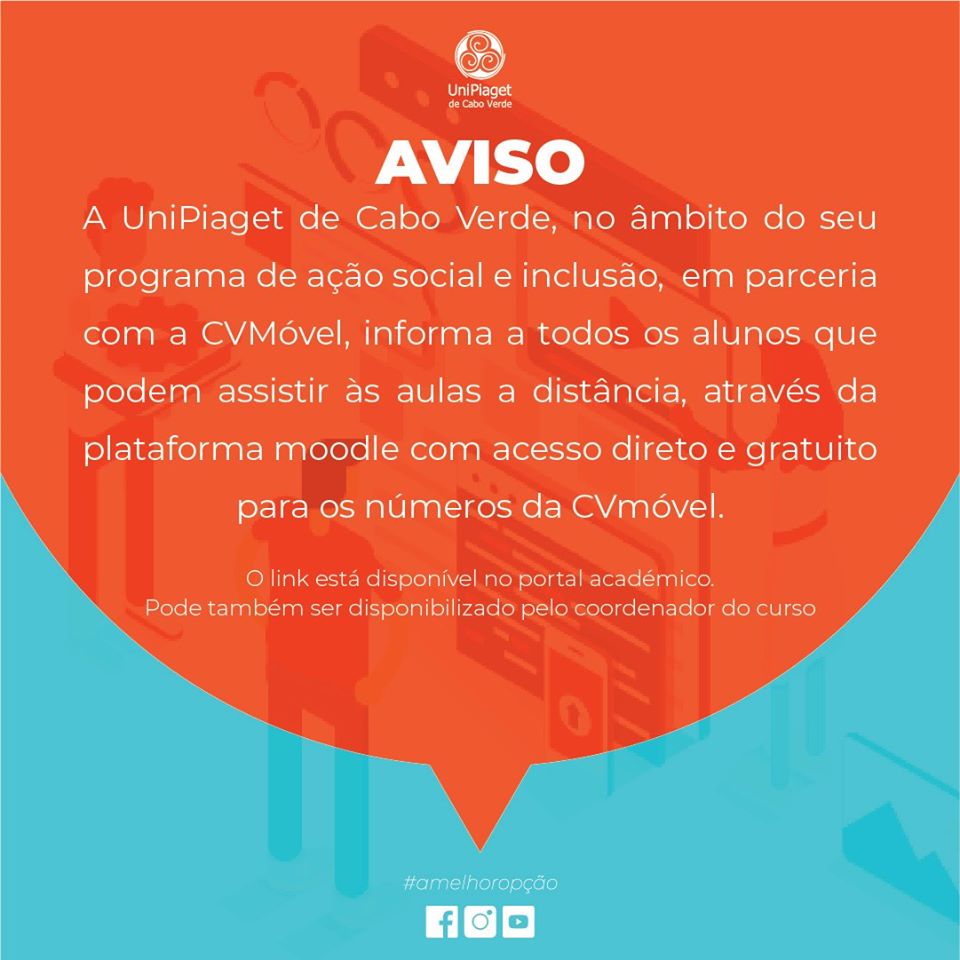 UniPiaget
de Cabo Verde
AVISO
A UniPiaget de Cabo Verde, no âmbito do seu
programa de ação social e inclusão, em parceria
com a CVMóvel, informa a todos os alunos que
podem assistir às aulas a distância, através da
plataforma moodle com acesso direto e gratuito
para os números da CVmóvel.
O link está disponível no portal académico.
Pode também ser disponibilizado pelo coordenador do curso
#amelhoropção